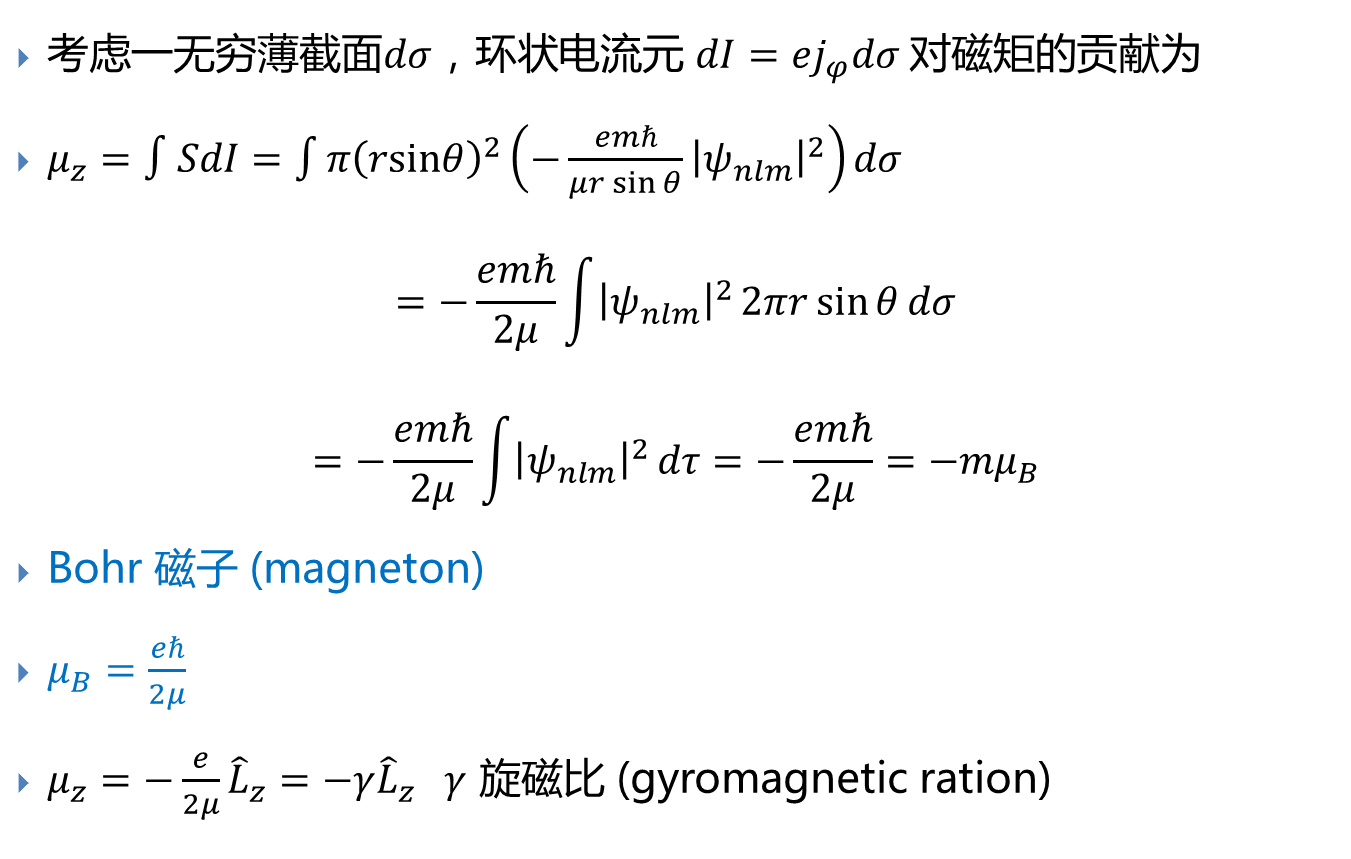 考虑一无穷薄截面𝑑𝜎，环状电流元 𝑑𝐼 = 𝑒𝑗_𝜑𝑑𝜎 对磁矩的贡献为
𝜇_𝑧 = ∫ 𝑆𝑑𝐼 = ∫ 𝜋(𝑟sin𝜃)^2 (− 𝑒𝑚ℏ/(𝜇𝑟 sin 𝜃) |𝜓_𝑛𝑙𝑚|^2) 𝑑𝜎
= − 𝑒𝑚ℏ/2𝜇 ∫ |𝜓_𝑛𝑙𝑚|^2 2𝜋𝑟 sin 𝜃 𝑑𝜎
= − 𝑒𝑚ℏ/2𝜇 ∫ |𝜓_𝑛𝑙𝑚|^2 𝑑𝜏 = − 𝑒𝑚ℏ/2𝜇 = −𝑚𝜇_𝐵
Bohr 磁子 (magneton)
𝜇_𝐵 = 𝑒ℏ/2𝜇
𝜇_𝑧 = − 𝑒/2𝜇 𝐿̂_𝑧 = −𝛾𝐿̂_𝑧 𝛾 旋磁比 (gyromagnetic ration)